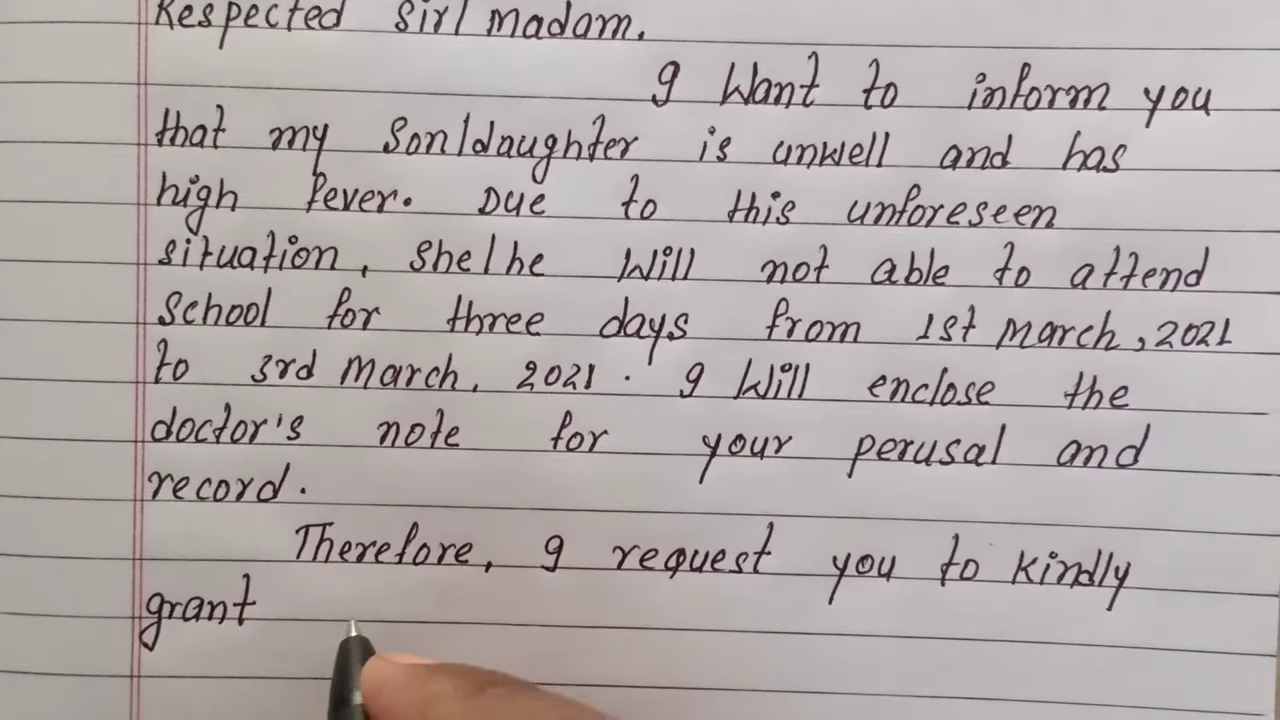 Respected Sir/madam.
I Want to inform you
that my Son/daughter is unwell and has
high fever. Due to this unforeseen
situation, she/he Will not able to attend
School for three days from 1st march, 2021
to 3rd march, 2021. I Will enclose the
doctor's note for your perusal and
record.
Therefore, I request you to kindly
grant